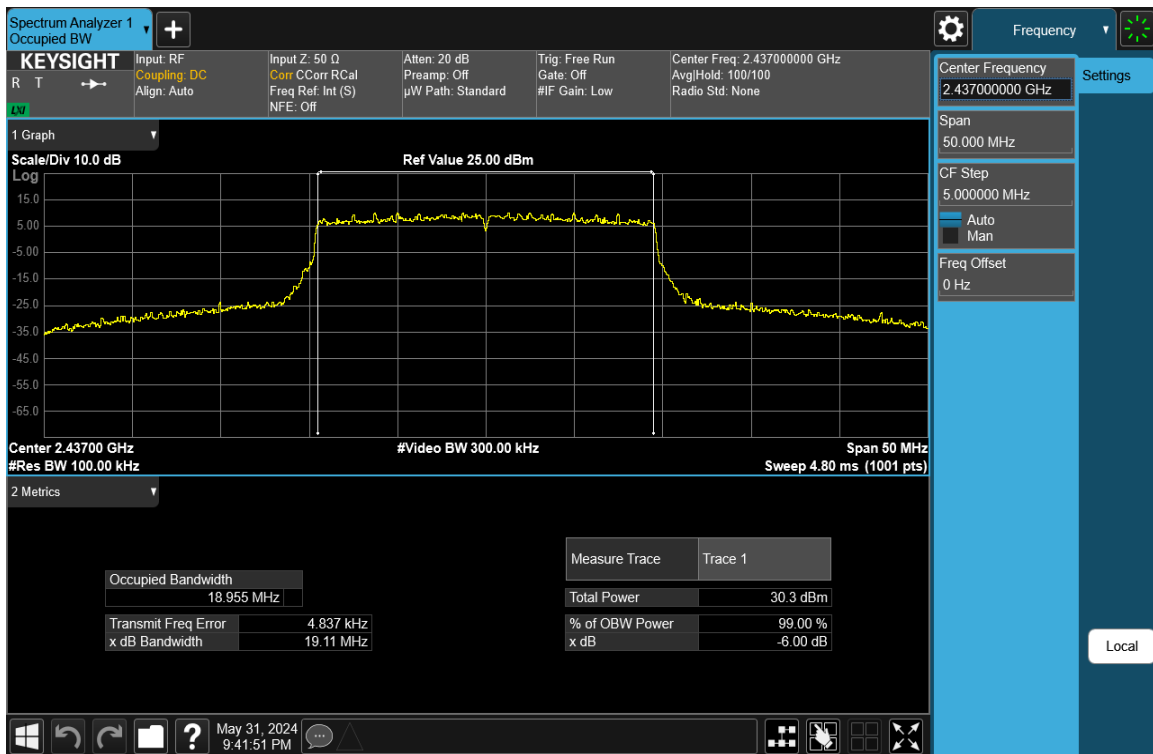 Spectrum Analyzer 1
Occupied BW
+
Frequency
KEYSIGHT
R T
LXI
Input: RF
Coupling: DC
Align: Auto
Input Z: 50 Ω
Corr CCorr RCal
Freq Ref: Int (S)
NFE: Off
Atten: 20 dB
Preamp: Off
µW Path: Standard
Trig: Free Run
Gate: Off
#IF Gain: Low
Center Freq: 2.437000000 GHz
Avg|Hold: 100/100
Radio Std: None
Center Frequency
2.437000000 GHz
Settings
Span
50.000 MHz
CF Step
5.000000 MHz
Auto
Man
Freq Offset
0 Hz
Local
1 Graph
Scale/Div 10.0 dB
Ref Value 25.00 dBm
Log
15.0
5.00
-5.00
-15.0
-25.0
-35.0
-45.0
-55.0
-65.0
Center 2.43700 GHz
#Video BW 300.00 kHz
Span 50 MHz
#Res BW 100.00 kHz
Sweep 4.80 ms (1001 pts)
2 Metrics
Measure Trace Trace 1
Occupied Bandwidth
18.955 MHz
Total Power 30.3 dBm
Transmit Freq Error 4.837 kHz
% of OBW Power 99.00 %
x dB Bandwidth 19.11 MHz
x dB -6.00 dB
?
May 31, 2024
9:41:51 PM